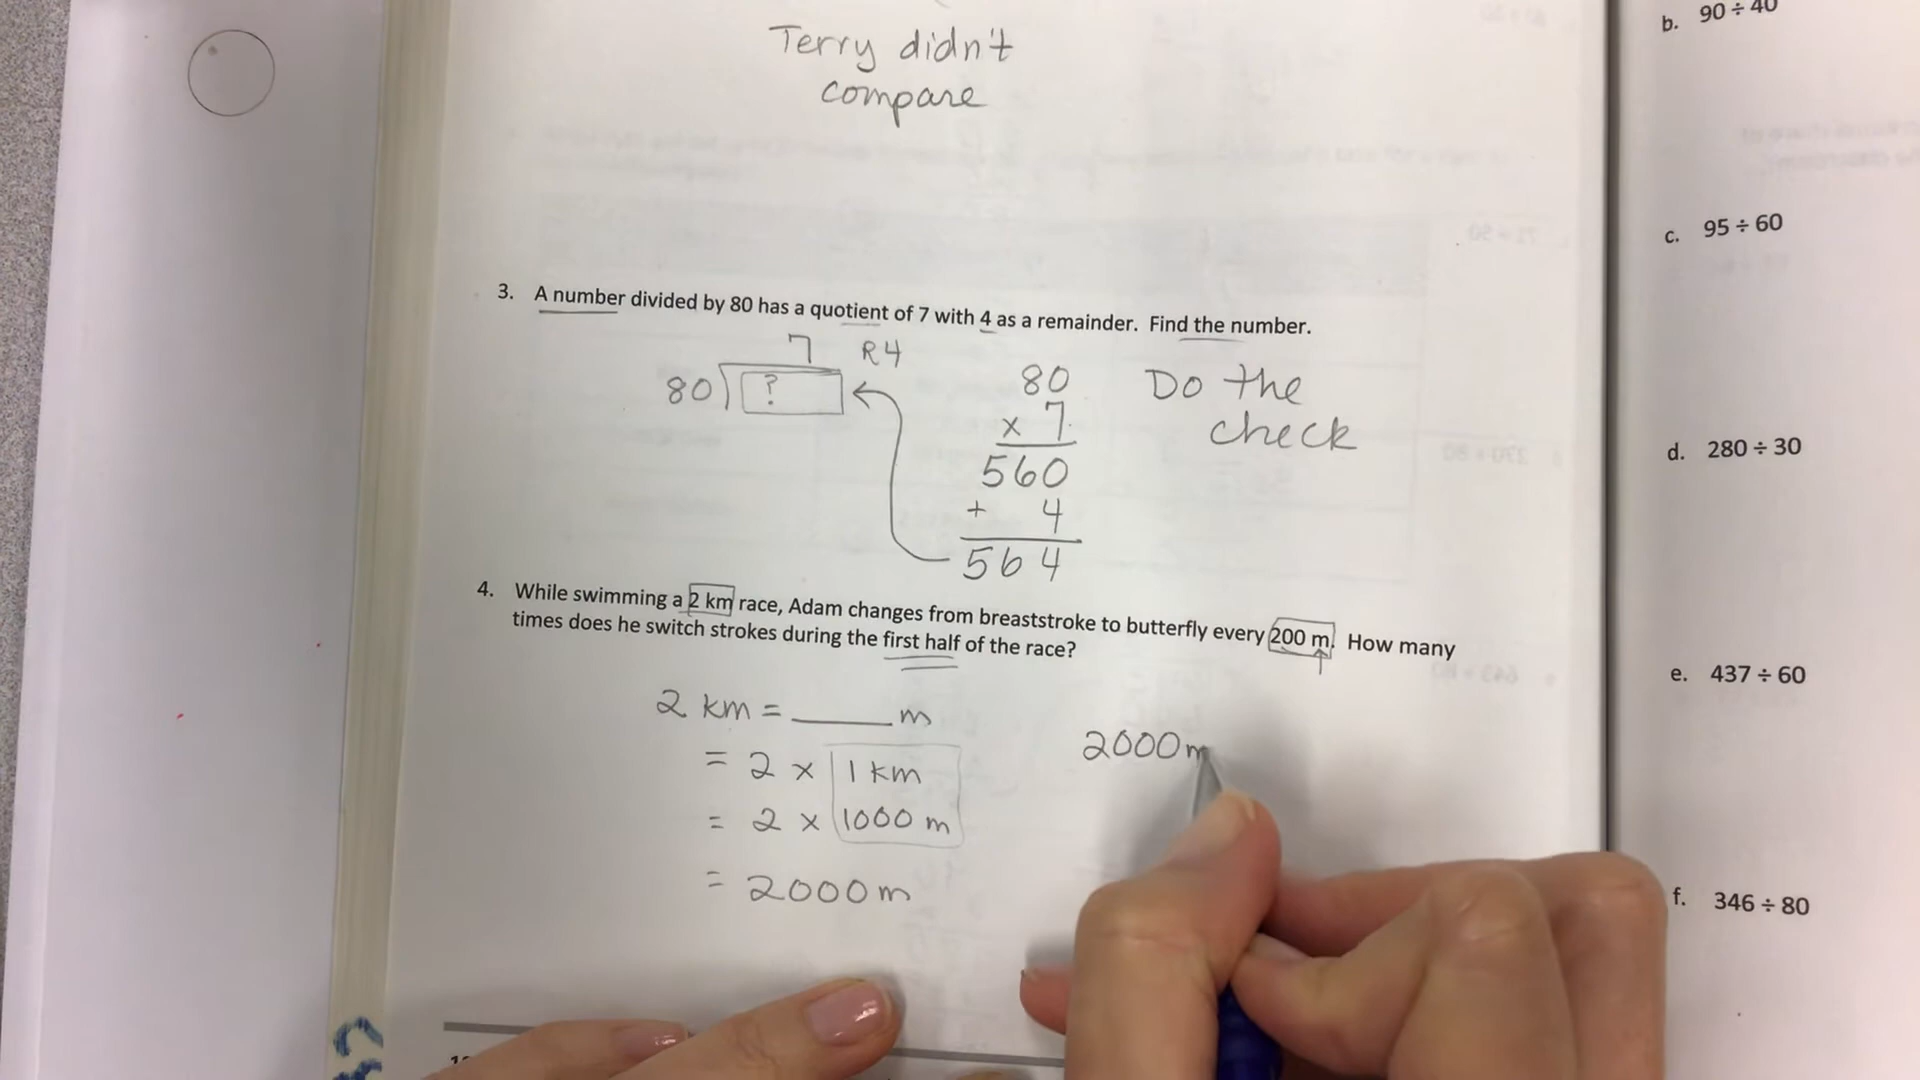 Terry didn't
compare
3. A number divided by 80 has a quotient of 7 with 4 as a remainder. Find the number.
7 R4
80 ?
80
x 7
560
+ 4
564
Do the
check
4. While swimming a 2 km race, Adam changes from breaststroke to butterfly every 200 m. How many
times does he switch strokes during the first half of the race?
2 km = ____ m
= 2 x 1 km
= 2 x 1000 m
= 2000 m
2000 m
b. 90 ÷ 40
c. 95 ÷ 60
d. 280 ÷ 30
e. 437 ÷ 60
f. 346 ÷ 80